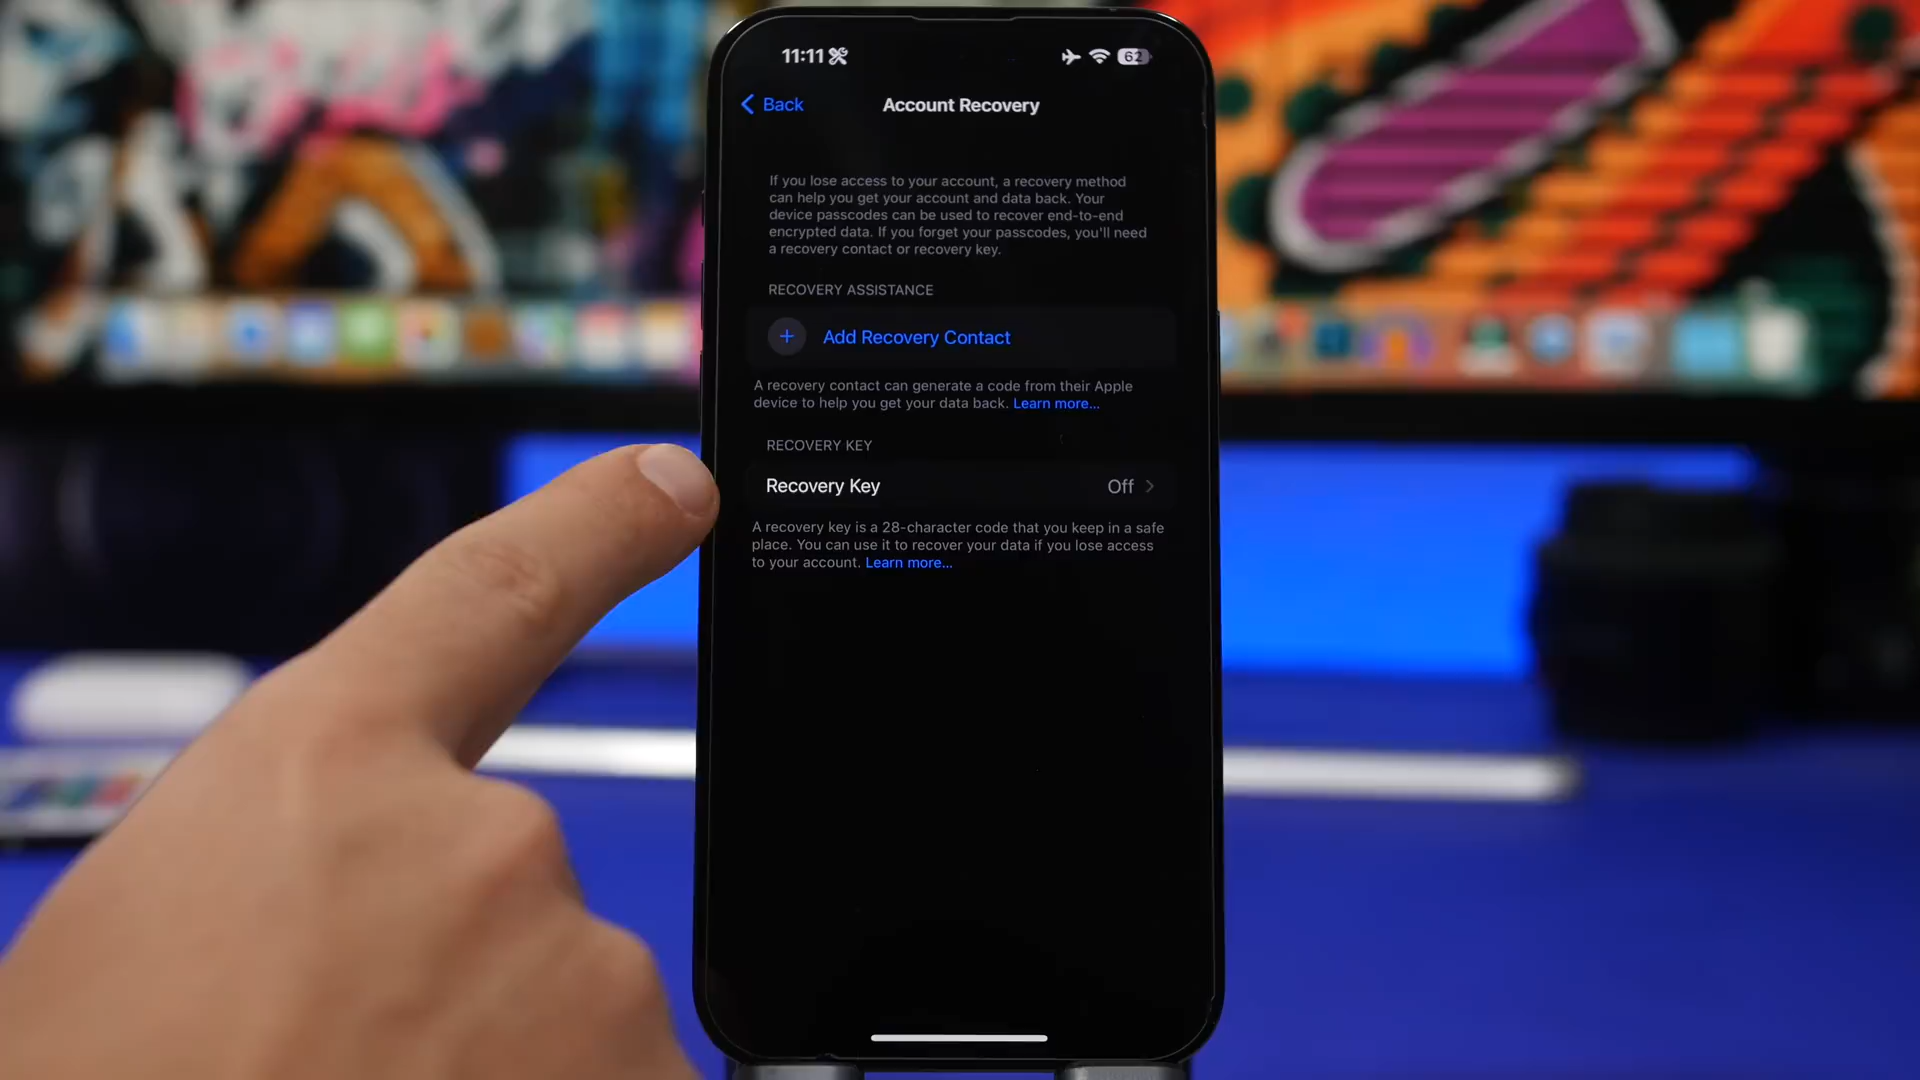 11:11
62
Back
Account Recovery
If you lose access to your account, a recovery method
can help you get your account and data back. Your
device passcodes can be used to recover end-to-end
encrypted data. If you forget your passcodes, you'll need
a recovery contact or recovery key.
RECOVERY ASSISTANCE
+ Add Recovery Contact
A recovery contact can generate a code from their Apple
device to help you get your data back. Learn more...
RECOVERY KEY
Recovery Key Off
A recovery key is a 28-character code that you keep in a safe
place. You can use it to recover your data if you lose access
to your account. Learn more...